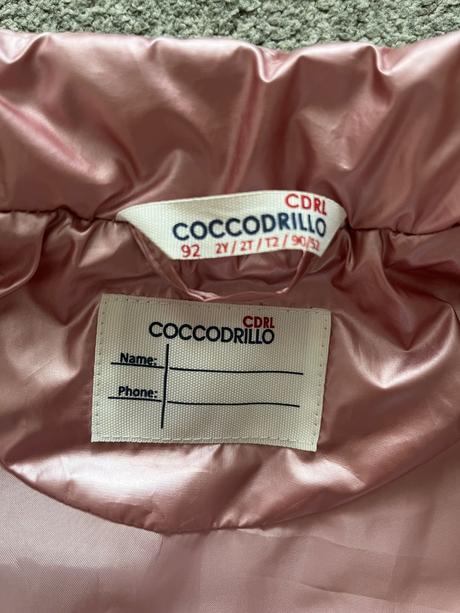 CDRL
COCCODRILLO
92 2Y / 2T / T2 / 90/52
CDRL
COCCODRILLO
Name:
Phone: